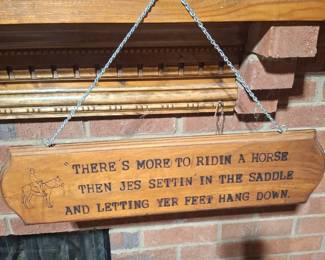 "THERE'S MORE TO RIDIN A HORSE
THEN JES SETTIN' IN THE SADDLE
AND LETTING YER FEET HANG DOWN.